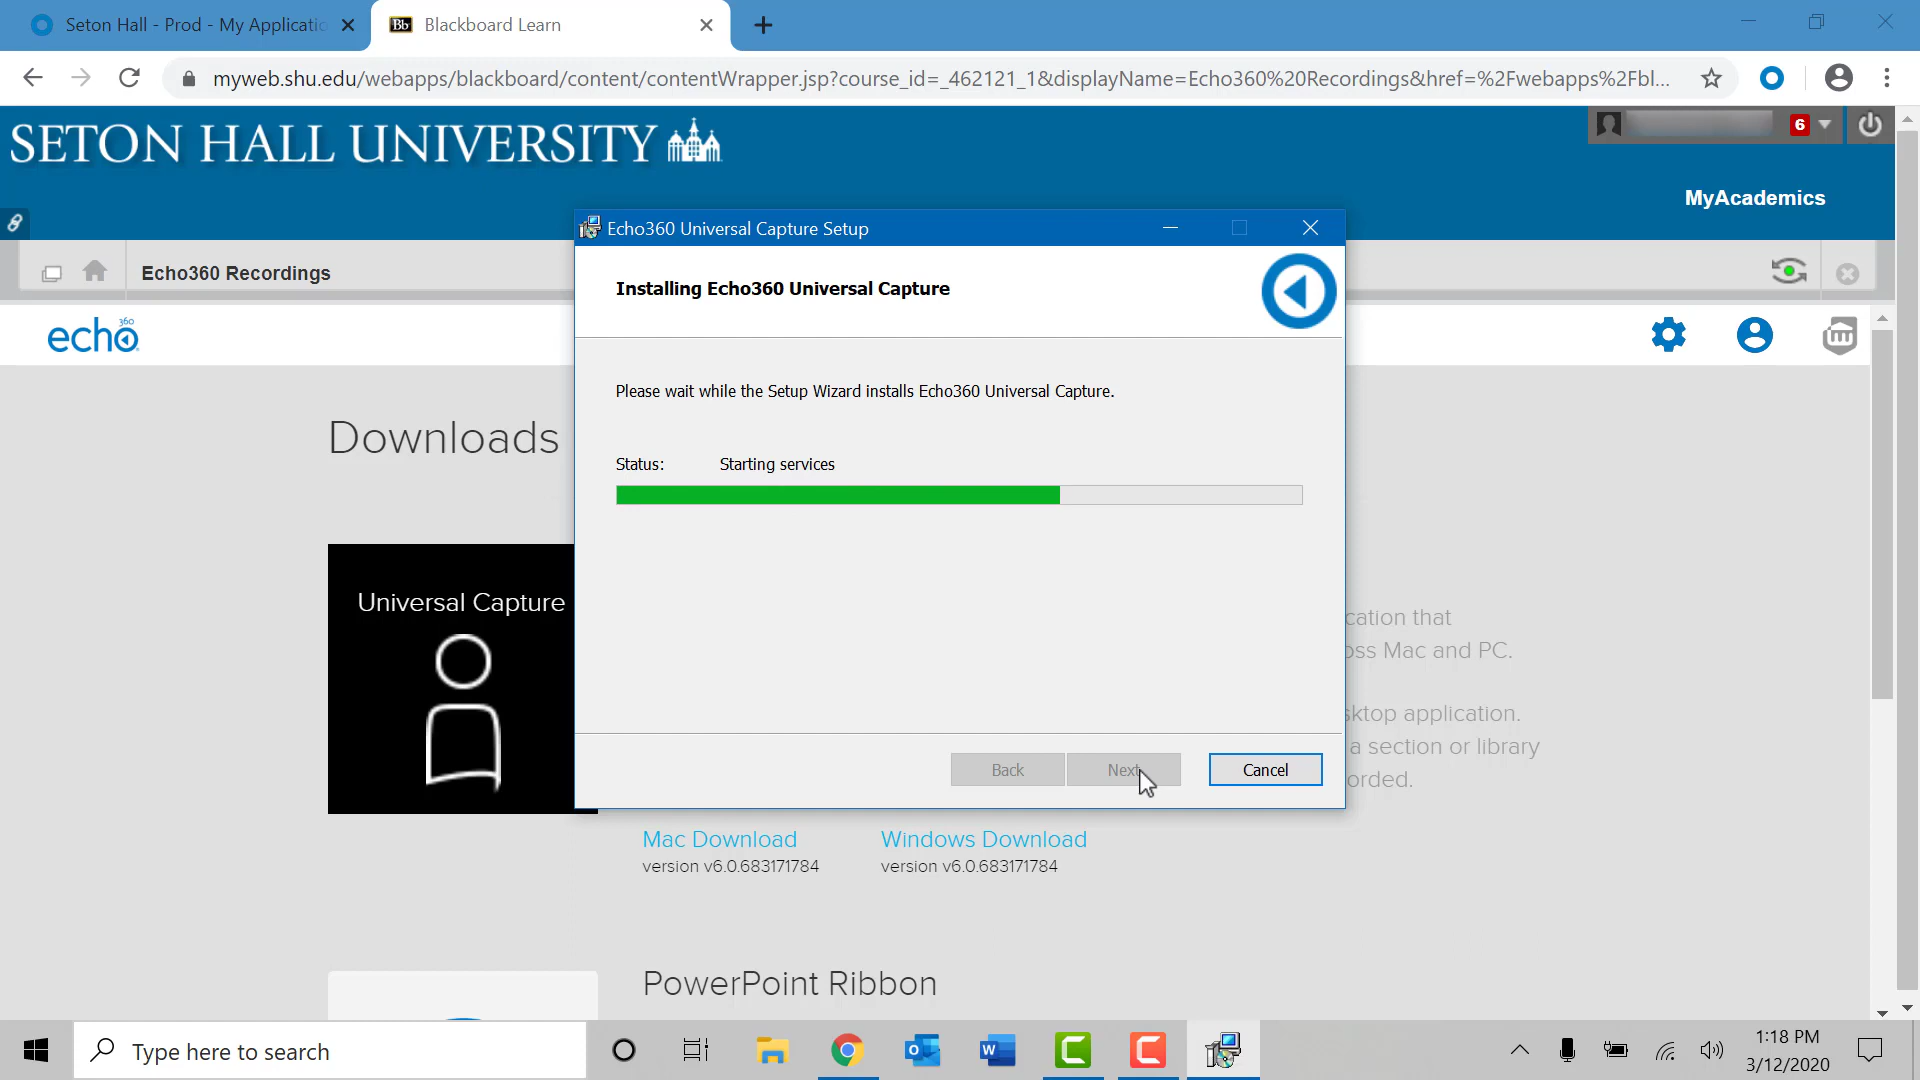 Seton Hall - Prod - My Applicatio
Blackboard Learn
myweb.shu.edu/webapps/blackboard/content/contentWrapper.jsp?course_id=_462121_1&displayName=Echo360%20Recordings&href=%2Fwebapps%2Fbl...
SETON HALL UNIVERSITY
6
MyAcademics
Echo360 Recordings
echo360
Downloads
Universal Capture
Echo360 Universal Capture Setup
Installing Echo360 Universal Capture
Please wait while the Setup Wizard installs Echo360 Universal Capture.
Status: Starting services
Back Next Cancel
cation that
oss Mac and PC.
sktop application.
a section or library
orded.
Mac Download Windows Download
version v6.0.683171784 version v6.0.683171784
PowerPoint Ribbon
Type here to search
1:18 PM
3/12/2020